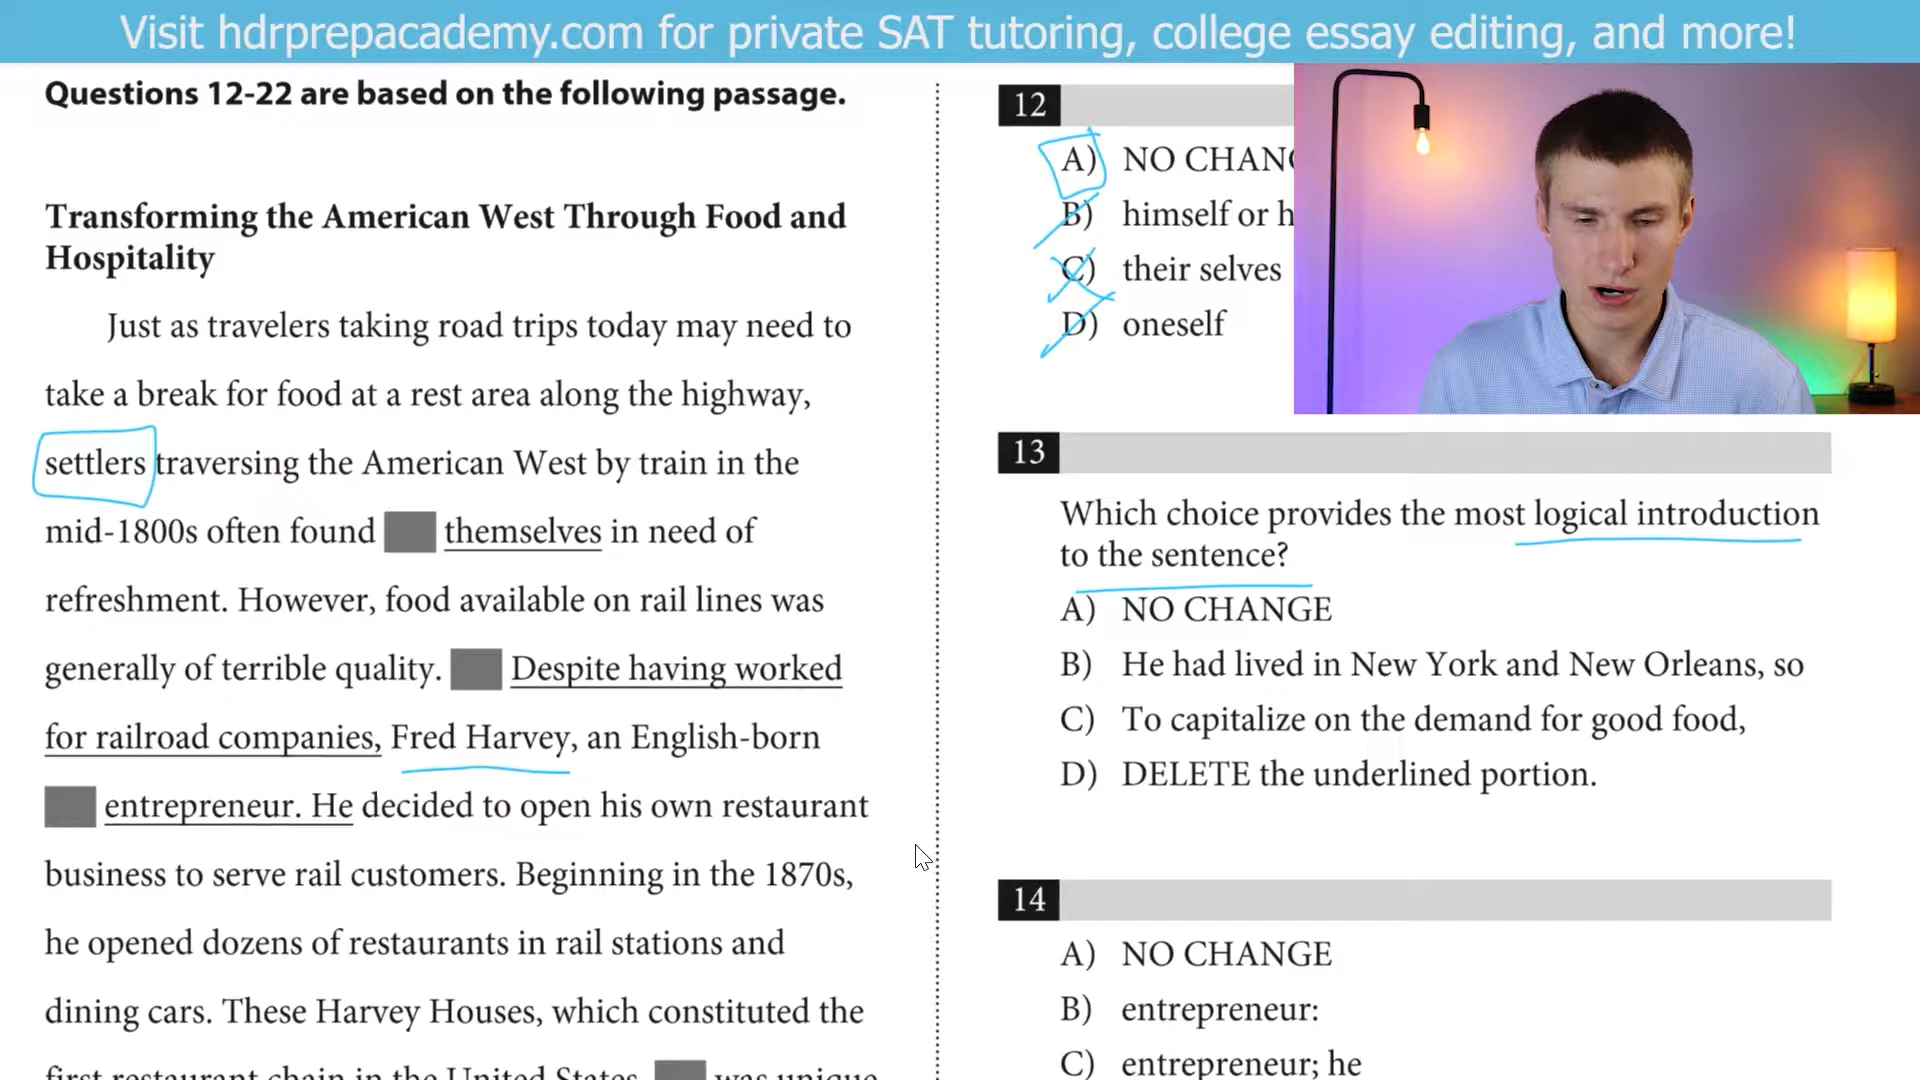 Visit hdrprepacademy.com for private SAT tutoring, college essay editing, and more!
Questions 12-22 are based on the following passage.
Transforming the American West Through Food and
Hospitality
Just as travelers taking road trips today may need to
take a break for food at a rest area along the highway,
settlers traversing the American West by train in the
mid-1800s often found themselves in need of
refreshment. However, food available on rail lines was
generally of terrible quality. Despite having worked
for railroad companies, Fred Harvey, an English-born
entrepreneur. He decided to open his own restaurant
business to serve rail customers. Beginning in the 1870s,
he opened dozens of restaurants in rail stations and
dining cars. These Harvey Houses, which constituted the
first restaurant chain in the United States, was unique
12
A) NO CHANG
B) himself or h
C) their selves
D) oneself
13
Which choice provides the most logical introduction
to the sentence?
A) NO CHANGE
B) He had lived in New York and New Orleans, so
C) To capitalize on the demand for good food,
D) DELETE the underlined portion.
14
A) NO CHANGE
B) entrepreneur:
C) entrepreneur; he